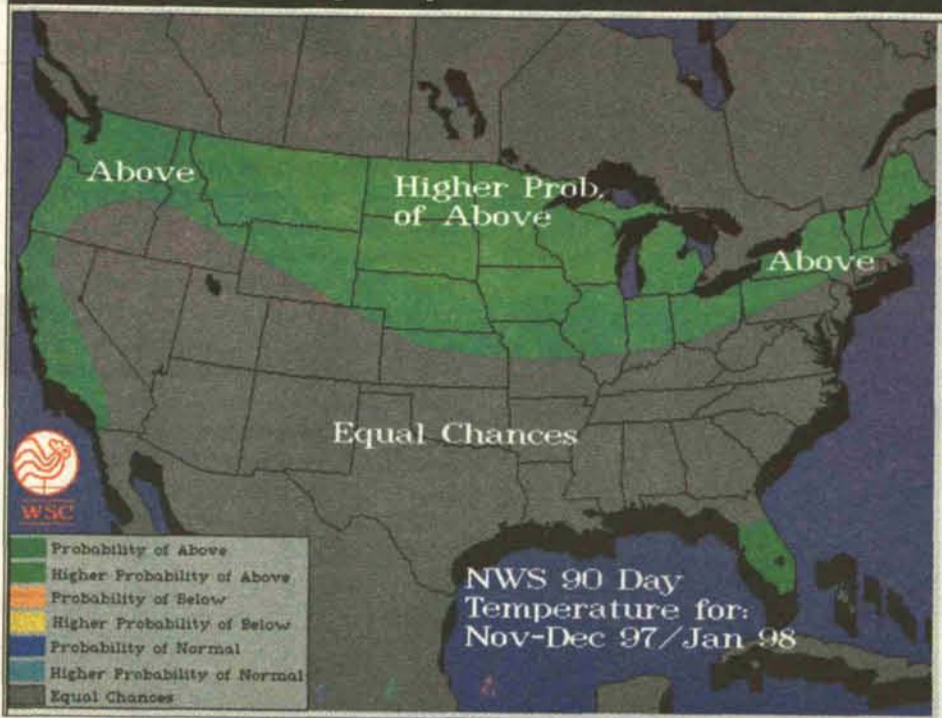 Above
Higher Prob.
of Above
Above
Equal Chances
WSC
Probability of Above
Higher Probability of Above
Probability of Below
Higher Probability of Below
Probability of Normal
Higher Probability of Normal
Equal Chances
NWS 90 Day
Temperature for:
Nov-Dec 97/Jan 98